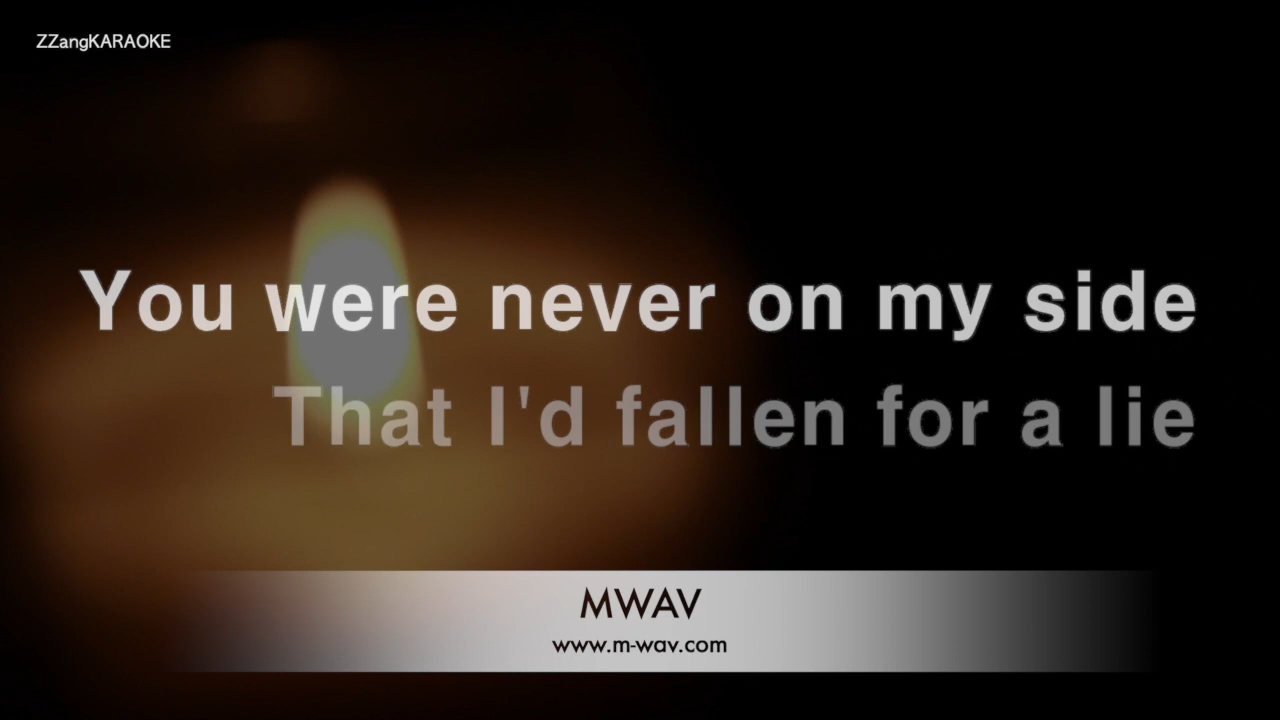 ZZangKARAOKE
You were never on my side
That I'd fallen for a lie
MWAV
www.m-wav.com